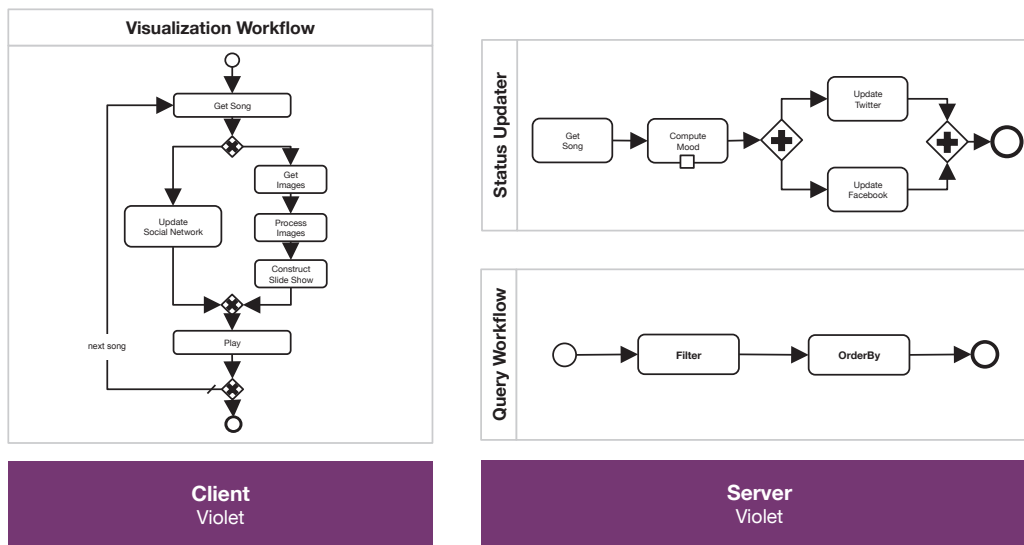 Visualization Workflow
Get Song
Get
Images
Update
Social Network
Process
Images
Construct
Slide Show
next song
Play
Client
Violet
Status Updater
Get
Song
Compute
Mood
Update
Twitter
Update
Facebook
Query Workflow
Filter
OrderBy
Server
Violet